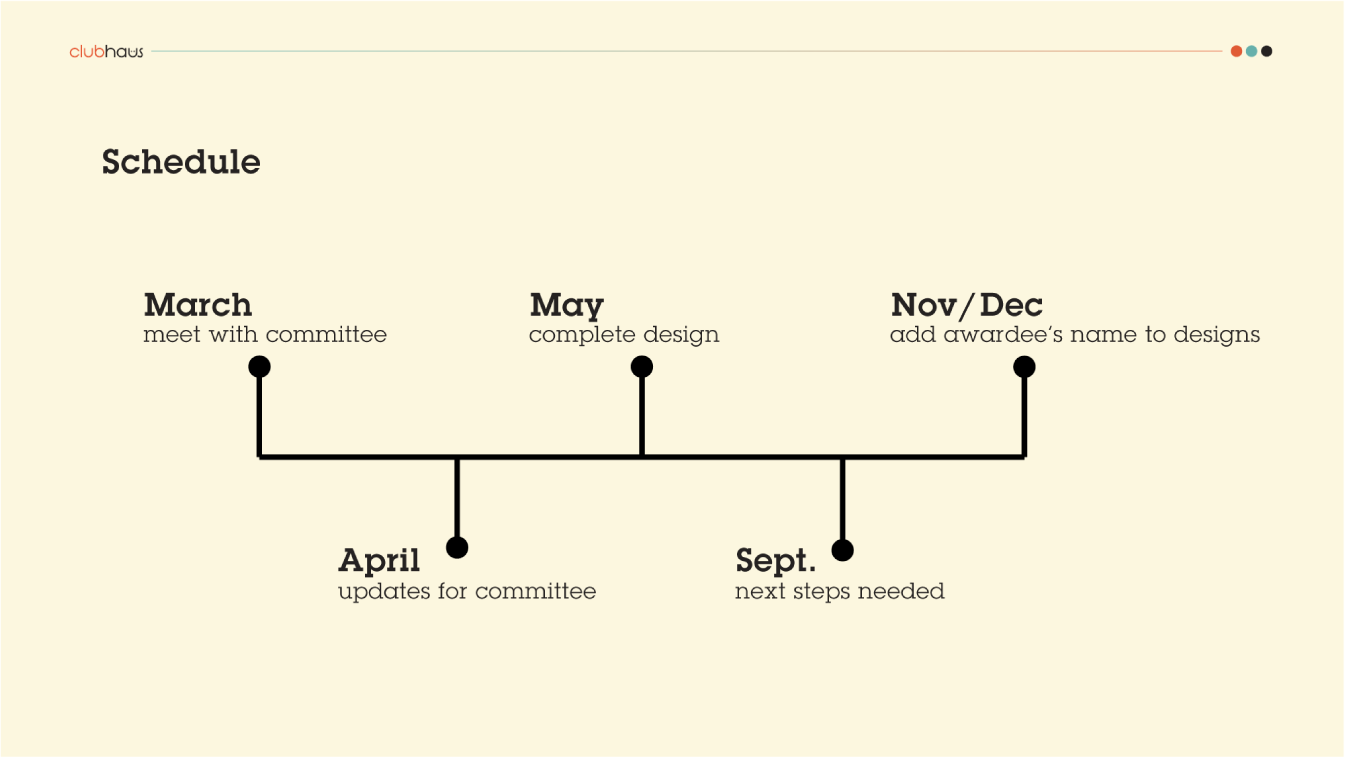 clubhaus
Schedule
March
meet with committee
May
complete design
Nov/Dec
add awardee's name to designs
April
updates for committee
Sept.
next steps needed